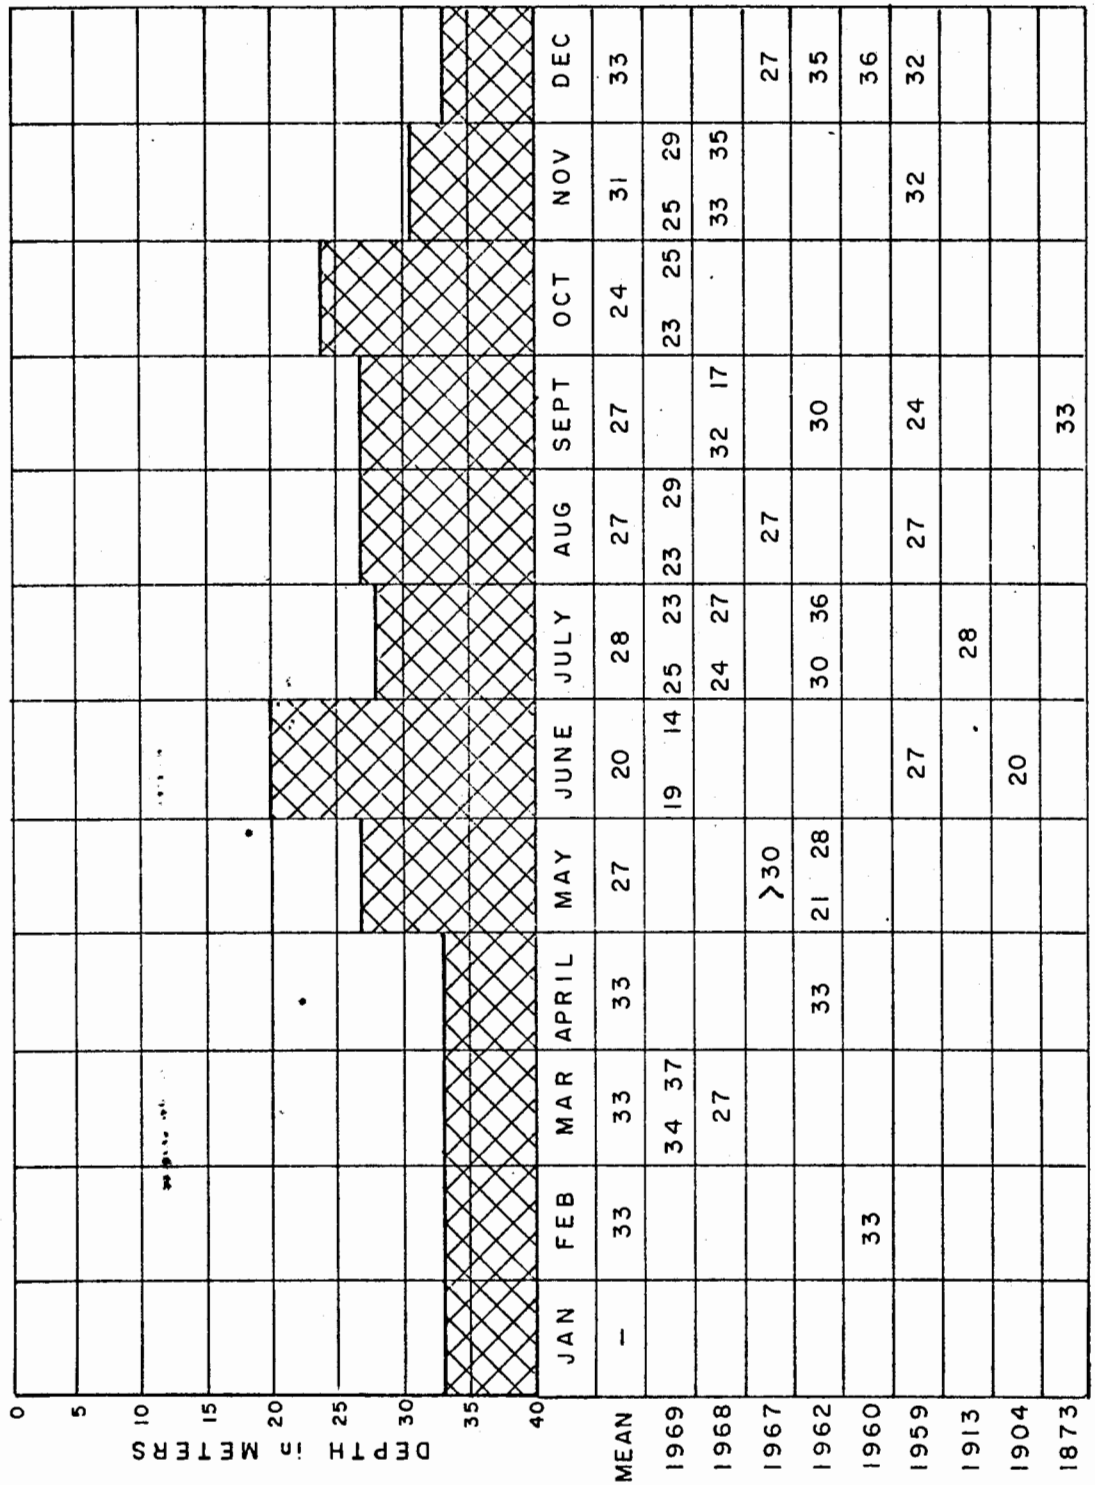 DEPTH in METERS
0
5
10
15
20
25
30
35
40
JAN FEB MAR APRIL MAY JUNE JULY AUG SEPT OCT NOV DEC
MEAN – 33 33 33 27 20 28 27 27 24 31 33
1969 34 37 19 14 25 23 23 29 23 25 25 29
1968 27 24 27 32 17 33 35
1967 >30 27 27
1962 33 21 28 30 36 30 35
1960 33 36
1959 27 27 24 32 32
1913 28
1904 20
1873 33